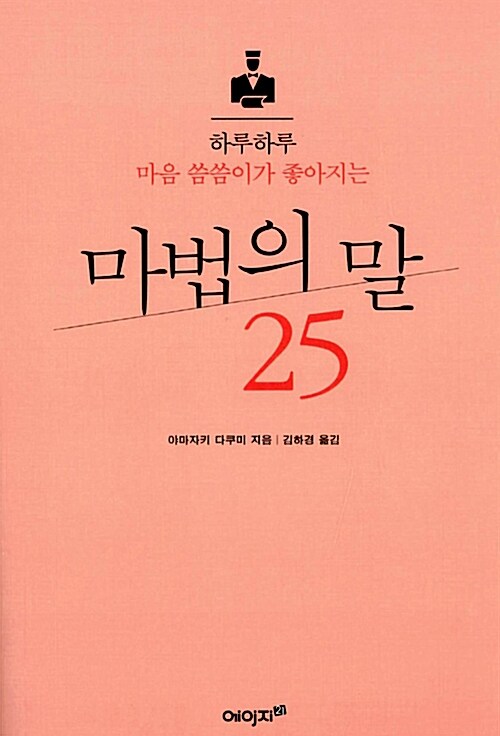 하루하루
마음 씀씀이가 좋아지는
마법의 말
25
야마자키 다쿠미 지음 | 김하경 옮김
에이지21